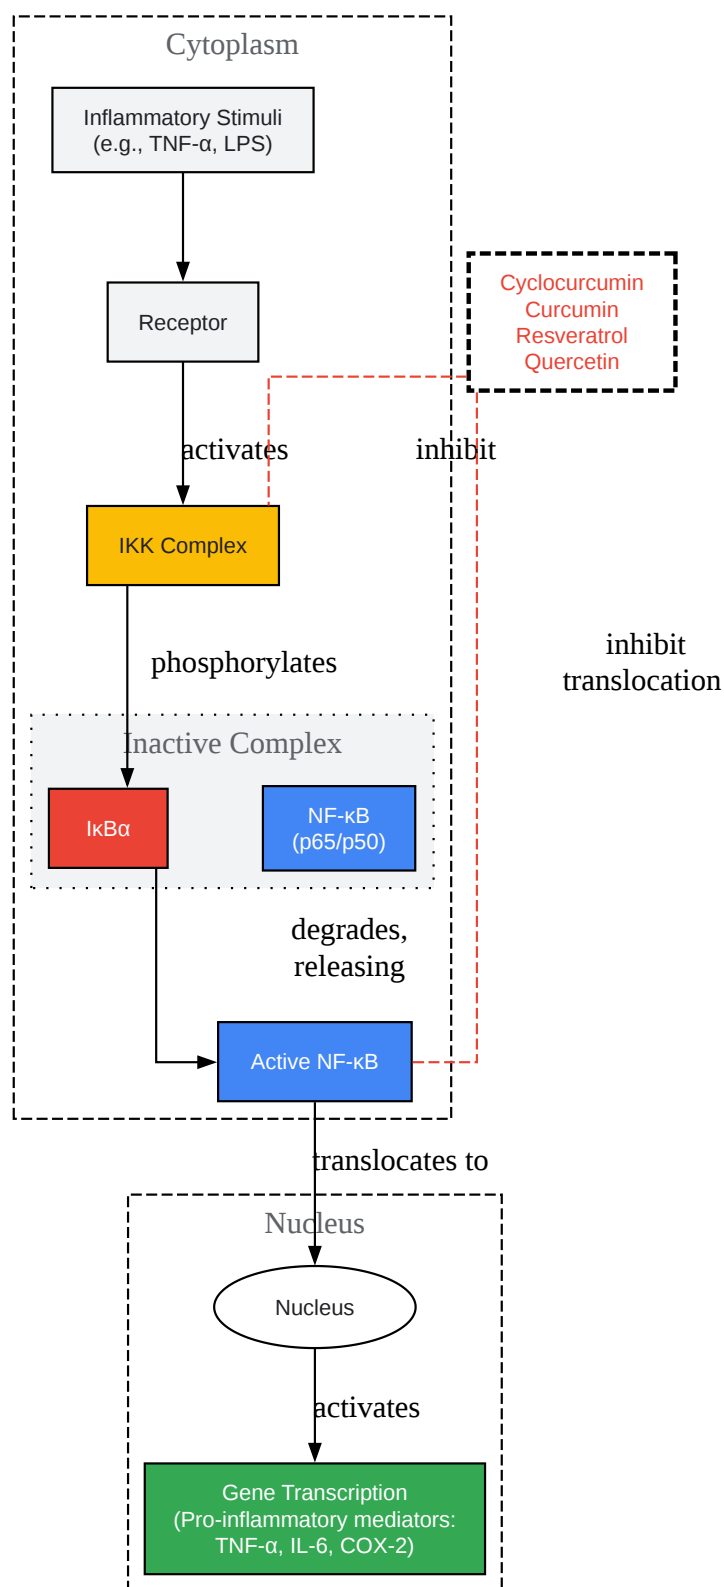 Cytoplasm
Inflammatory Stimuli
(e.g., TNF-α, LPS)
Receptor
Cyclocurcumin
Curcumin
Resveratrol
Quercetin
activates
inhibit
IKK Complex
phosphorylates
inhibit
translocation
Inactive Complex
IκBα
NF-κB
(p65/p50)
degrades,
releasing
Active NF-κB
translocates to
Nucleus
Nucleus
activates
Gene Transcription
(Pro-inflammatory mediators:
TNF-α, IL-6, COX-2)